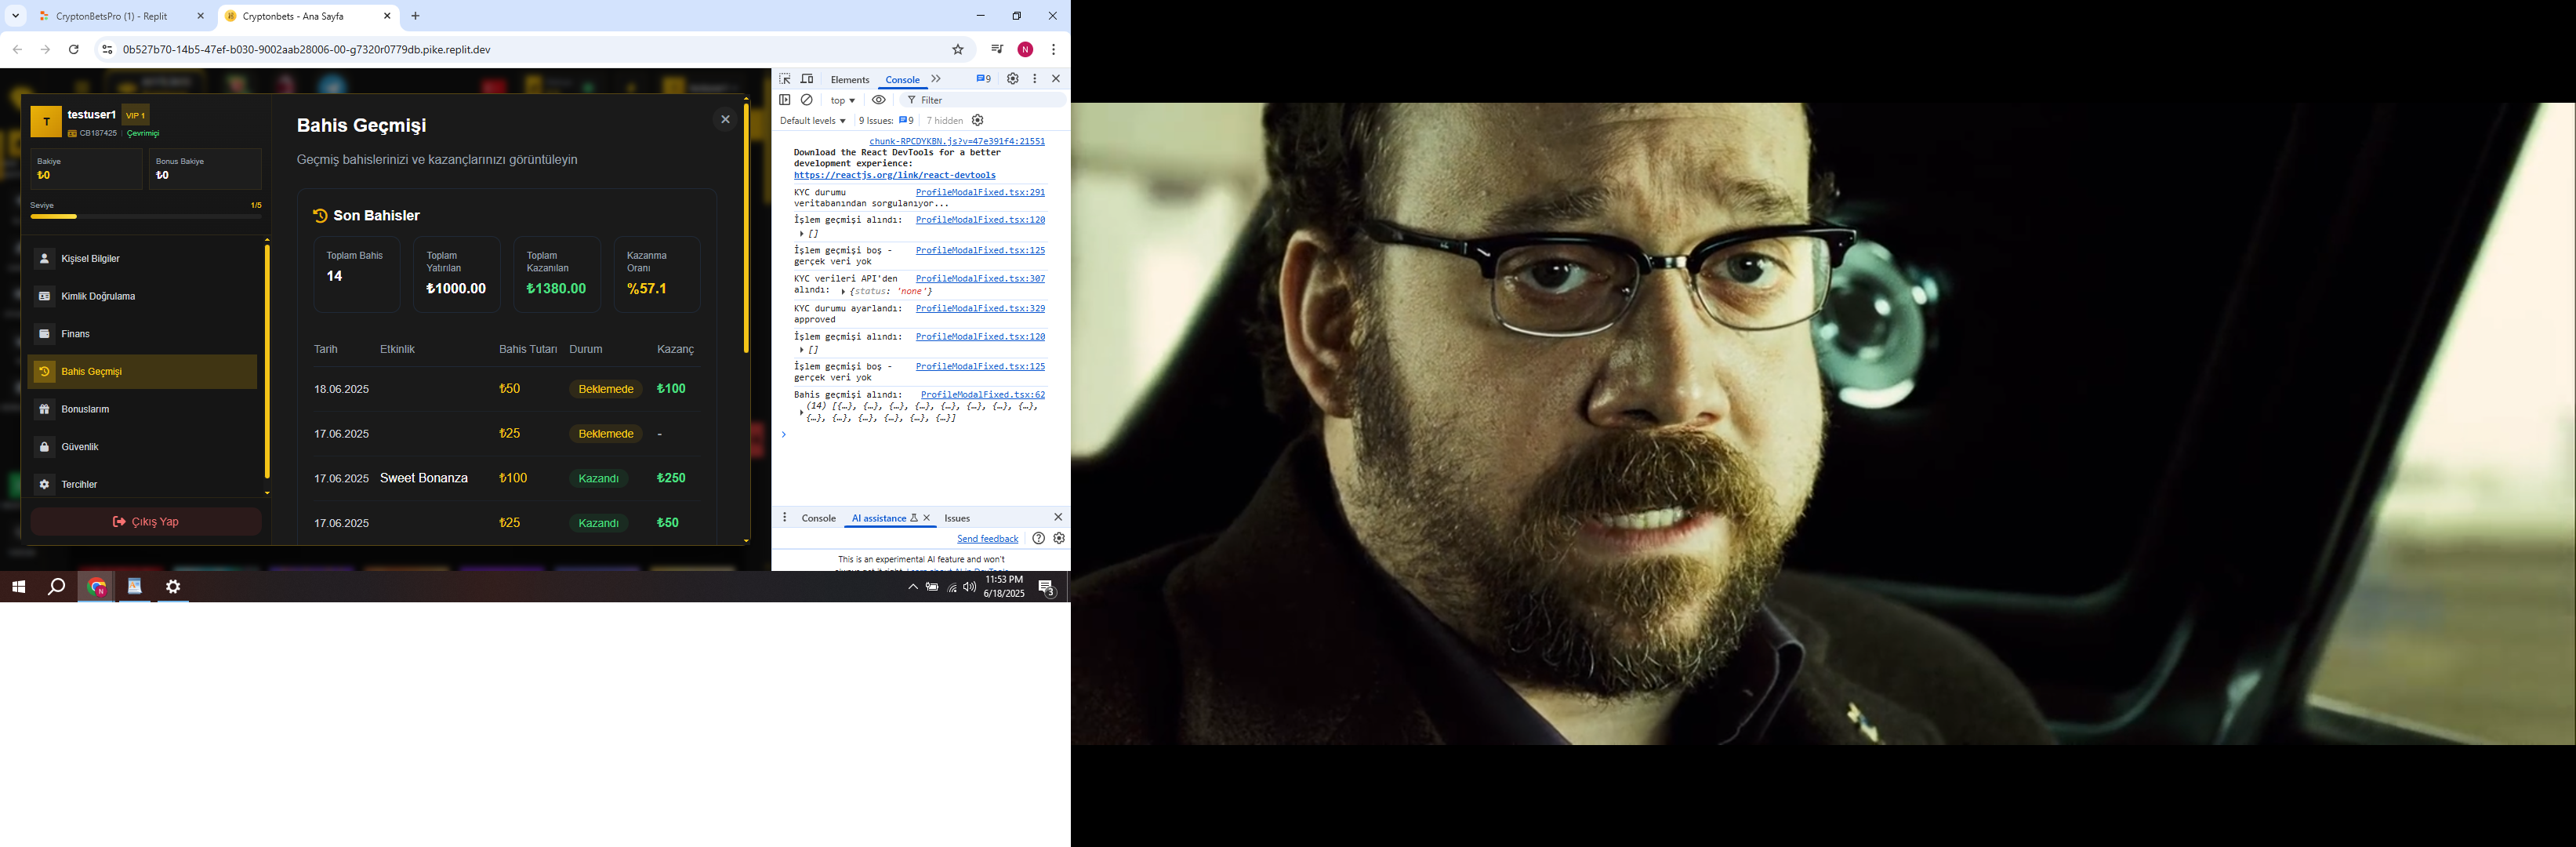 CryptonBetsPro (1) - Replit
Cryptonbets - Ana Sayfa
0b527b70-14b5-47ef-b030-9002aab28006-00-g7320r0779db.pike.replit.dev
N
T
testuser1 VIP 1
CB187425 Çevrimiçi
Bakiye
₺0
Bonus Bakiye
₺0
Seviye 1/5
Kişisel Bilgiler
Kimlik Doğrulama
Finans
Bahis Geçmişi
Bonuslarım
Güvenlik
Tercihler
Çıkış Yap
Bahis Geçmişi
Geçmiş bahislerinizi ve kazançlarınızı görüntüleyin
Son Bahisler
Toplam Bahis
14
Toplam
Yatırılan
₺1000.00
Toplam
Kazanılan
₺1380.00
Kazanma
Oranı
%57.1
Tarih Etkinlik Bahis Tutarı Durum Kazanç
18.06.2025 ₺50 Beklemede ₺100
17.06.2025 ₺25 Beklemede -
17.06.2025 Sweet Bonanza ₺100 Kazandı ₺250
17.06.2025 ₺25 Kazandı ₺50
Elements Console 9
top Filter
Default levels 9 Issues: 9 7 hidden
chunk-RPCDYKBN.js?v=47e391f4:21551
Download the React DevTools for a better
development experience:
https://reactjs.org/link/react-devtools
KYC durumu ProfileModalFixed.tsx:291
veritabanından sorgulanıyor...
İşlem geçmişi alındı: ProfileModalFixed.tsx:120
[]
İşlem geçmişi boş - ProfileModalFixed.tsx:125
gerçek veri yok
KYC verileri API'den ProfileModalFixed.tsx:307
alındı: {status: 'none'}
KYC durumu ayarlandı: ProfileModalFixed.tsx:329
approved
İşlem geçmişi alındı: ProfileModalFixed.tsx:120
[]
İşlem geçmişi boş - ProfileModalFixed.tsx:125
gerçek veri yok
Bahis geçmişi alındı: ProfileModalFixed.tsx:62
(14) [{…}, {…}, {…}, {…}, {…}, {…}, {…}, {…}, {…},
{…}, {…}, {…}, {…}, {…}]
Console AI assistance Issues
Send feedback
This is an experimental AI feature and won't
11:53 PM
6/18/2025
3